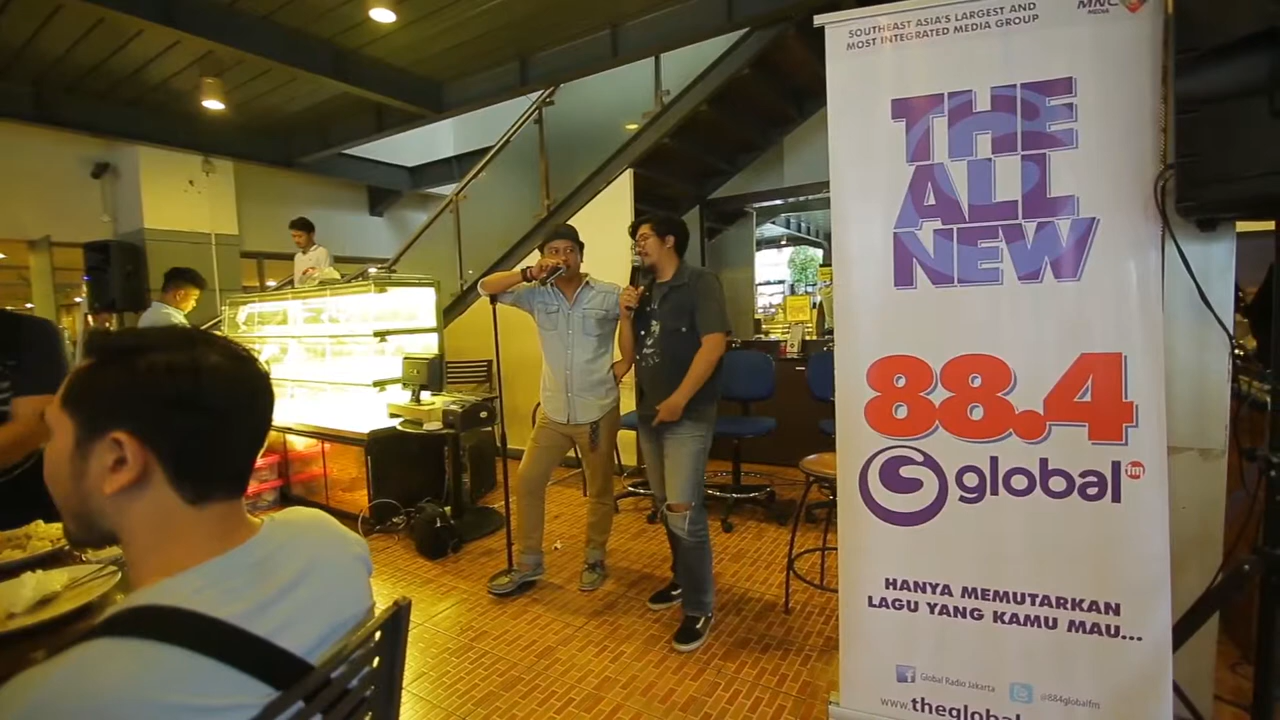 SOUTHEAST ASIA'S LARGEST AND
MOST INTEGRATED MEDIA GROUP
MNC
MEDIA
THE
ALL
NEW
88.4
global fm
HANYA MEMUTARKAN
LAGU YANG KAMU MAU...
Global Radio Jakarta
@884globalfm
www.theglobal